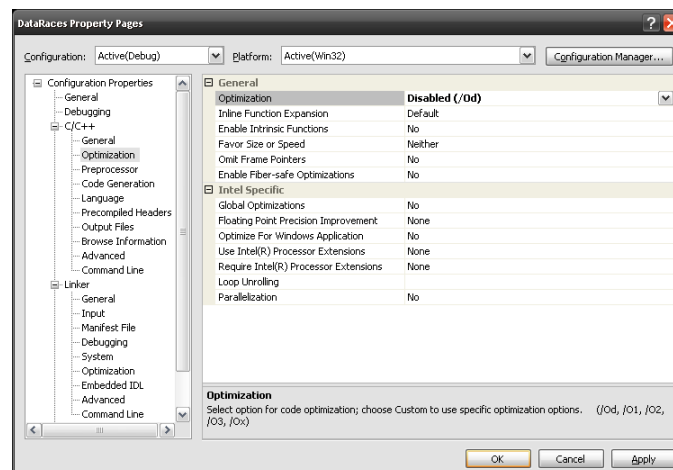 DataRaces Property Pages
Configuration: Active(Debug) Platform: Active(Win32) Configuration Manager...
Configuration Properties
General
Debugging
C/C++
General
Optimization
Preprocessor
Code Generation
Language
Precompiled Headers
Output Files
Browse Information
Advanced
Command Line
Linker
General
Input
Manifest File
Debugging
System
Optimization
Embedded IDL
Advanced
Command Line
General
Optimization Disabled (/Od)
Inline Function Expansion Default
Enable Intrinsic Functions No
Favor Size or Speed Neither
Omit Frame Pointers No
Enable Fiber-safe Optimizations No
Intel Specific
Global Optimizations No
Floating Point Precision Improvement None
Optimize For Windows Application No
Use Intel(R) Processor Extensions None
Require Intel(R) Processor Extensions None
Loop Unrolling
Parallelization No
Optimization
Select option for code optimization; choose Custom to use specific optimization options. (/Od, /O1, /O2,
/O3, /Ox)
OK Cancel Apply